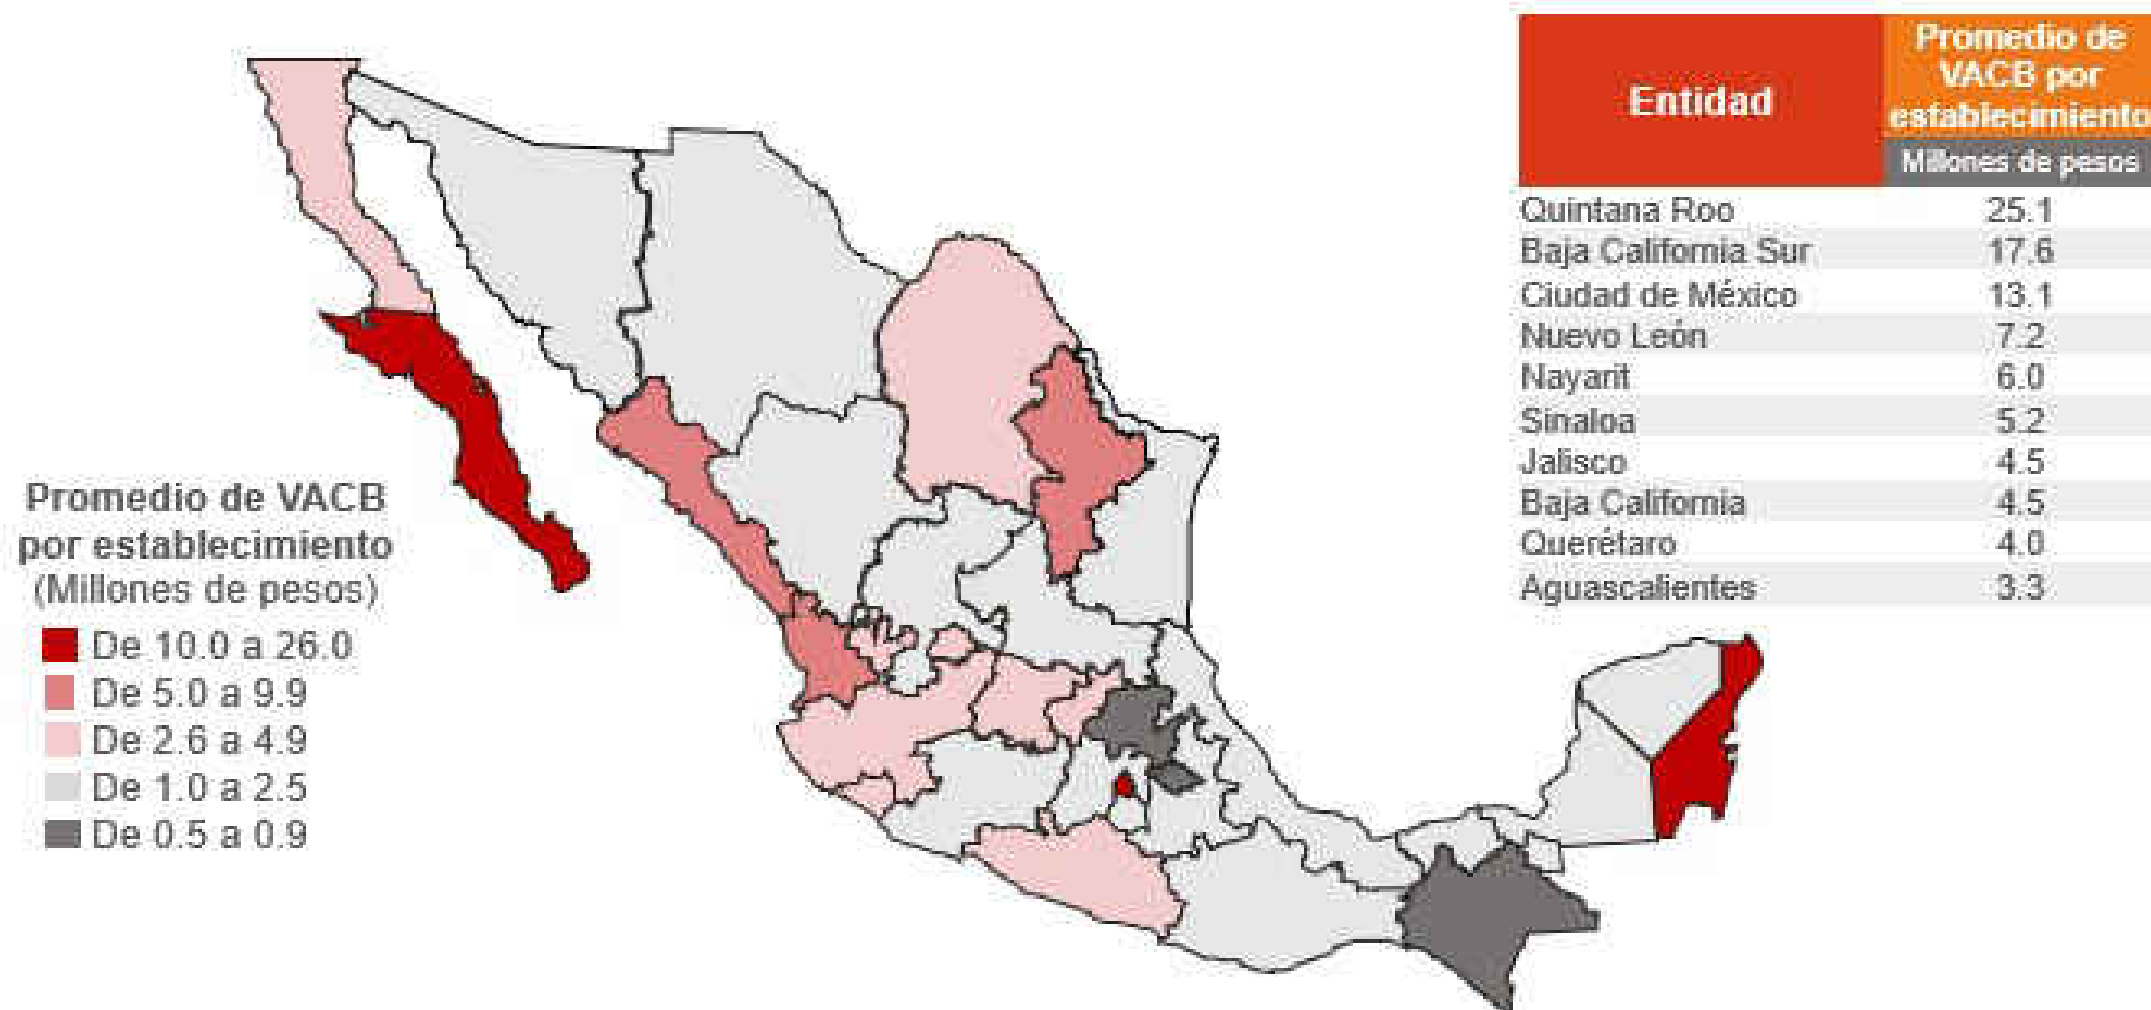 Entidad
Promedio de
VACB por
establecimiento
Millones de pesos
Quintana Roo 25.1
Baja California Sur 17.6
Ciudad de México 13.1
Nuevo León 7.2
Nayarit 6.0
Sinaloa 5.2
Jalisco 4.5
Baja California 4.5
Querétaro 4.0
Aguascalientes 3.3
Promedio de VACB
por establecimiento
(Millones de pesos)
De 10.0 a 26.0
De 5.0 a 9.9
De 2.6 a 4.9
De 1.0 a 2.5
De 0.5 a 0.9